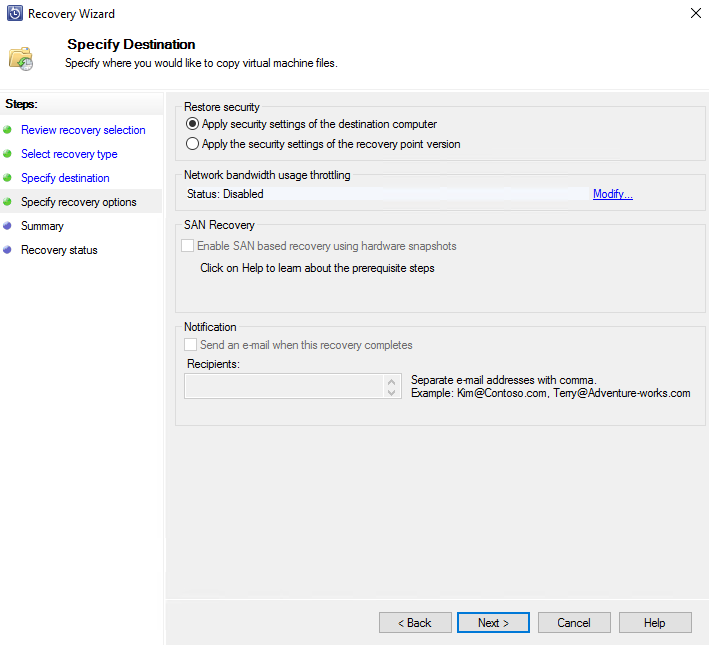 Recovery Wizard
Specify Destination
Specify where you would like to copy virtual machine files.
Steps:
Review recovery selection
Select recovery type
Specify destination
Specify recovery options
Summary
Recovery status
Restore security
Apply security settings of the destination computer
Apply the security settings of the recovery point version
Network bandwidth usage throttling
Status: Disabled
Modify...
SAN Recovery
Enable SAN based recovery using hardware snapshots
Click on Help to learn about the prerequisite steps
Notification
Send an e-mail when this recovery completes
Recipients:
Separate e-mail addresses with comma.
Example: Kim@Contoso.com, Terry@Adventure-works.com
< Back
Next >
Cancel
Help